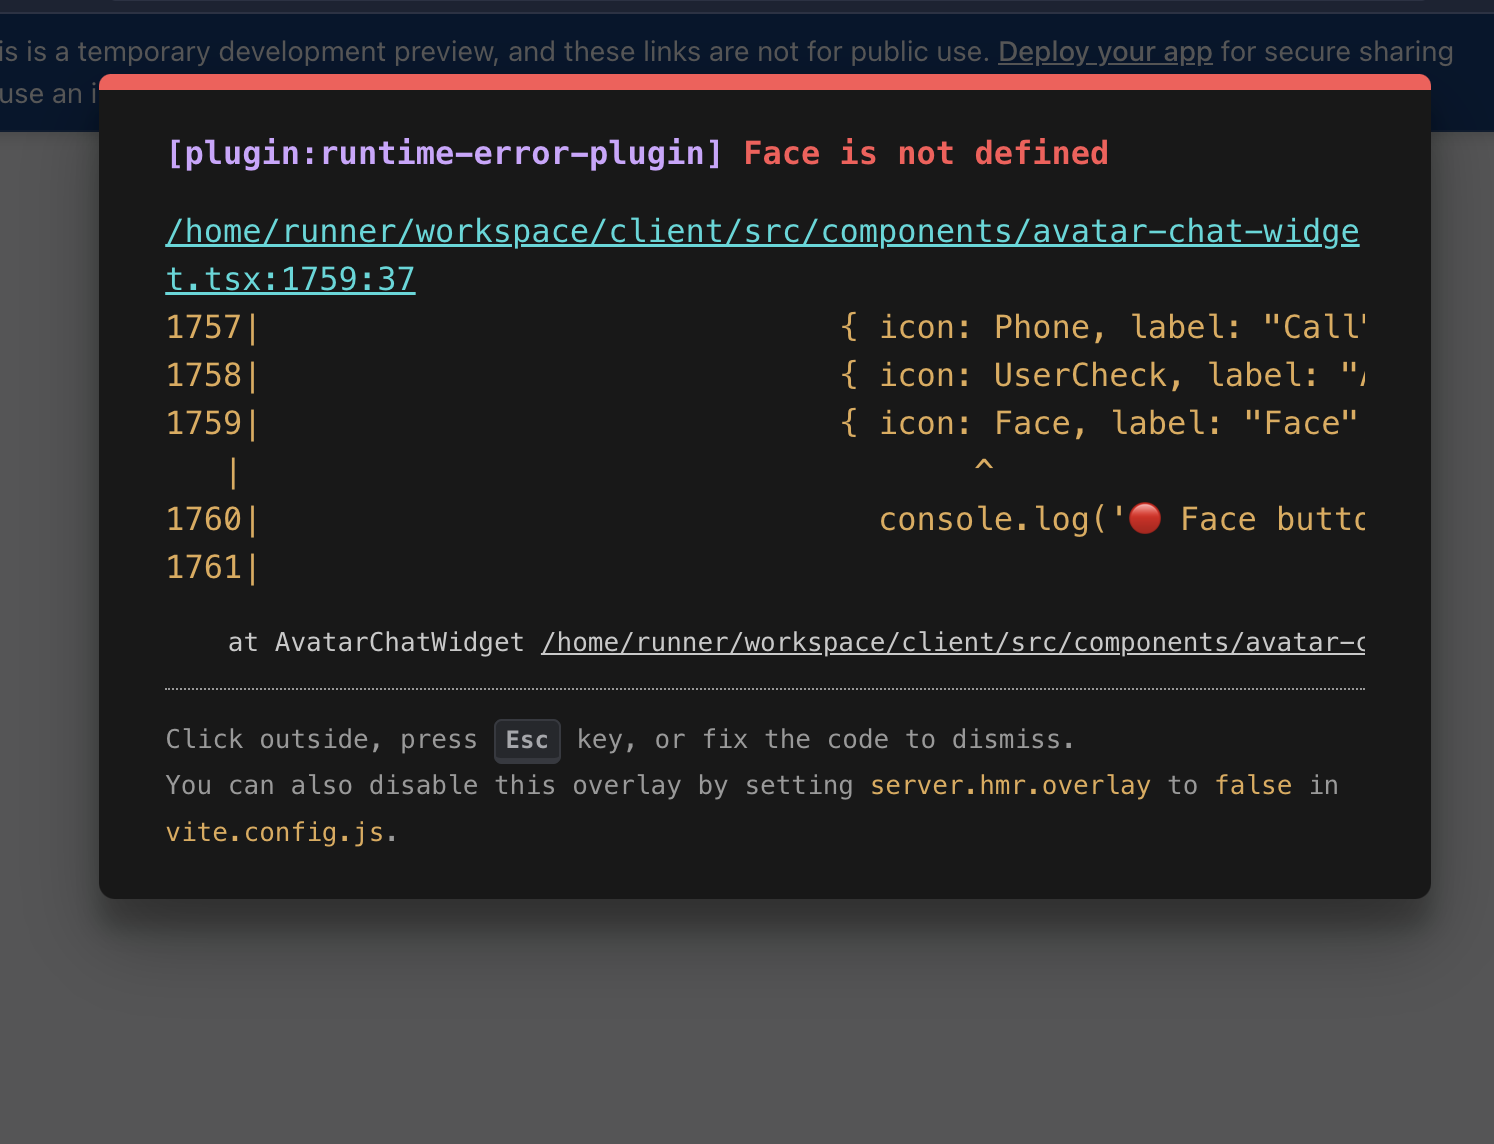 is is a temporary development preview, and these links are not for public use. Deploy your app for secure sharing
use an i
[plugin:runtime-error-plugin] Face is not defined
/home/runner/workspace/client/src/components/avatar-chat-widge
t.tsx:1759:37
1757| { icon: Phone, label: "Call"
1758| { icon: UserCheck, label: "A
1759| { icon: Face, label: "Face"
| ^
1760| console.log('🔴 Face butto
1761|
at AvatarChatWidget /home/runner/workspace/client/src/components/avatar-c
Click outside, press Esc key, or fix the code to dismiss.
You can also disable this overlay by setting server.hmr.overlay to false in
vite.config.js.